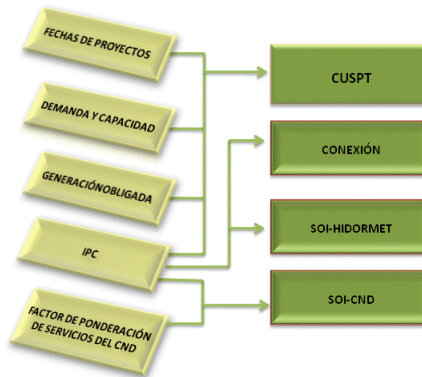 FECHAS DE PROYECTOS
DEMANDA Y CAPACIDAD
GENERACIÓNOBLIGADA
IPC
FACTOR DE PONDERACIÓN
DE SERVICIOS DEL CND
CUSPT
CONEXIÓN
SOI-HIDORMET
SOI-CND